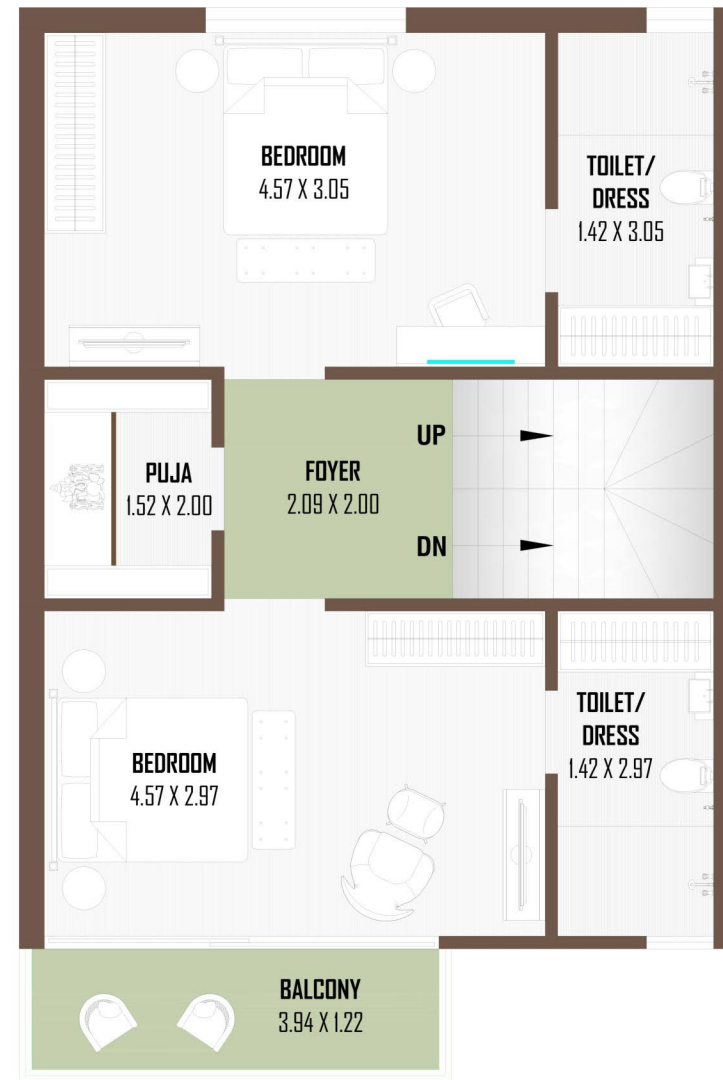 BEDROOM
4.57 X 3.05
TOILET/
DRESS
1.42 X 3.05
UP
PUJA
1.52 X 2.00
FOYER
2.09 X 2.00
DN
TOILET/
DRESS
1.42 X 2.97
BEDROOM
4.57 X 2.97
BALCONY
3.94 X 1.22